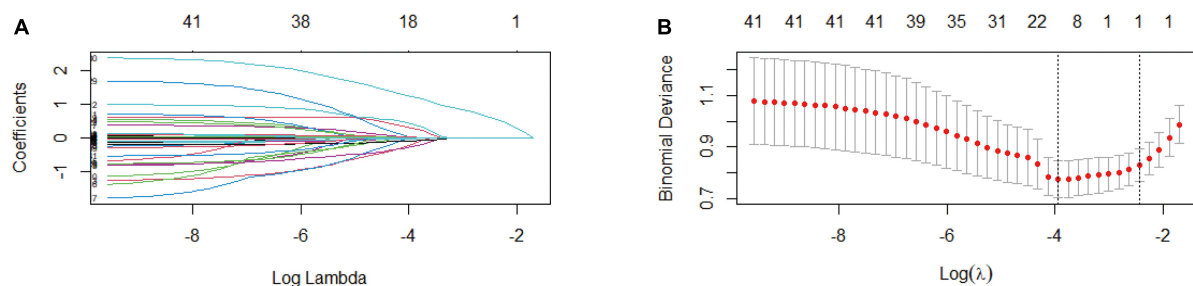 A
41 38 18 1
Coefficients
2
1
0
-1
-8 -6 -4 -2
Log Lambda
B
41 41 41 41 39 35 31 22 8 1 1 1
Binomial Deviance
1.1
0.9
0.7
-8 -6 -4 -2
Log(λ)